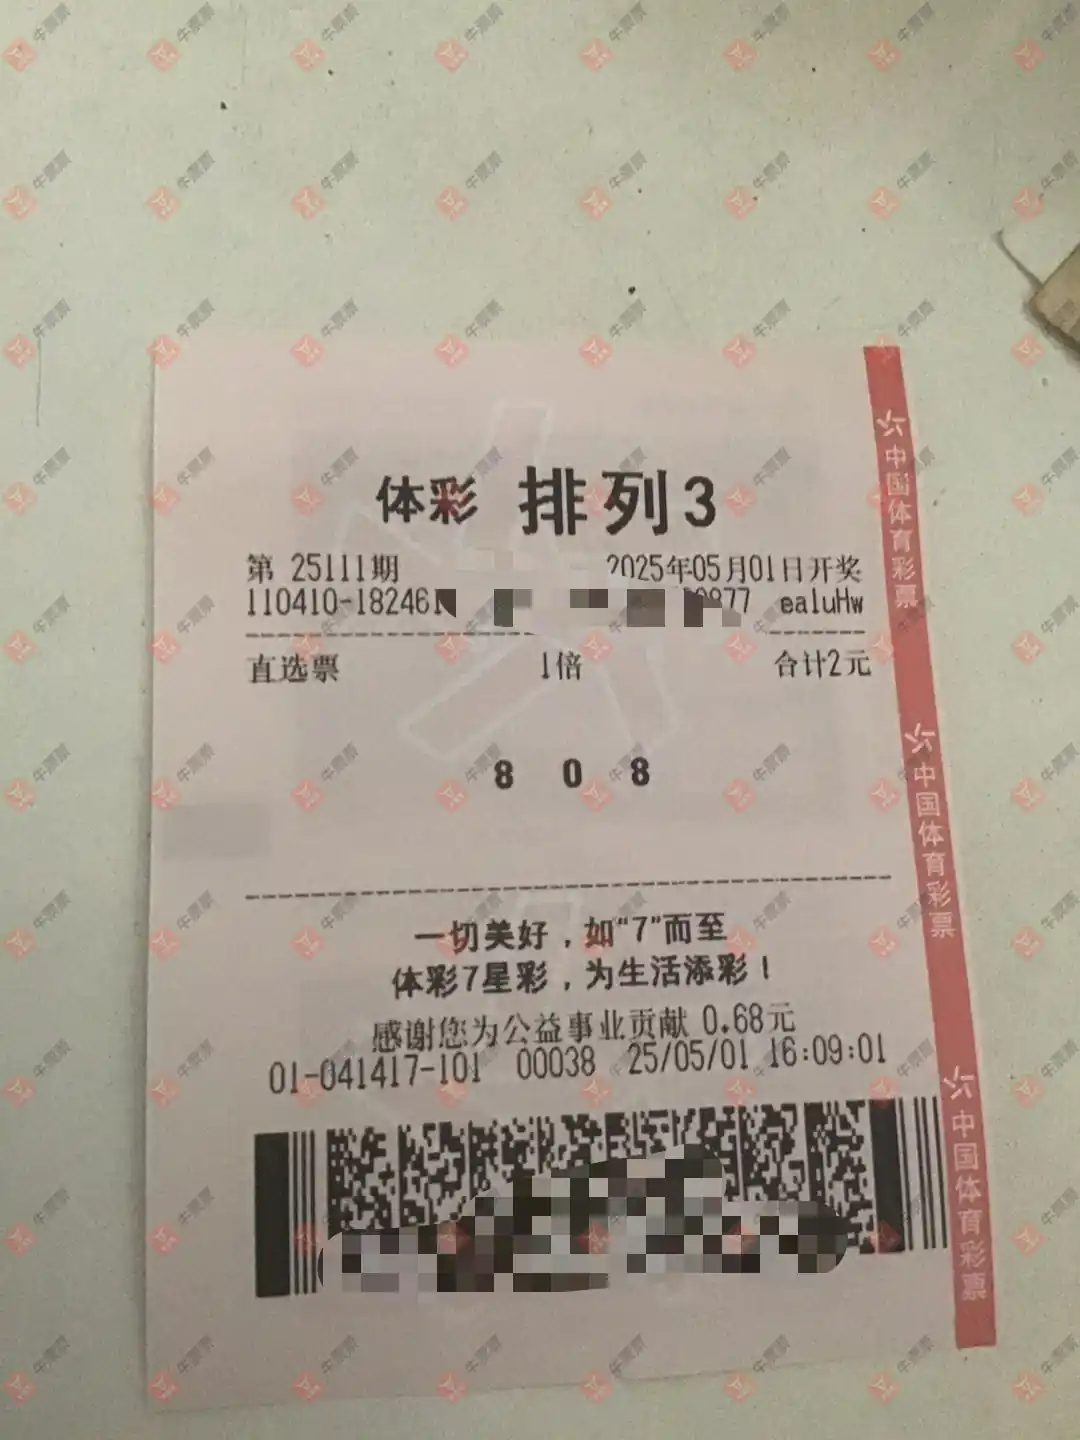 体彩 排列3
第 25111期 2025年05月01日开奖
110410-182461 0877 ealuHw
直选票 1倍 合计2元
8 0 8
一切美好，如“7”而至
体彩7星彩，为生活添彩！
感谢您为公益事业贡献 0.68元
01-041417-101 00038 25/05/01 16:09:01
中国体育彩票
中国体育彩票
中国体育彩票
牛票票